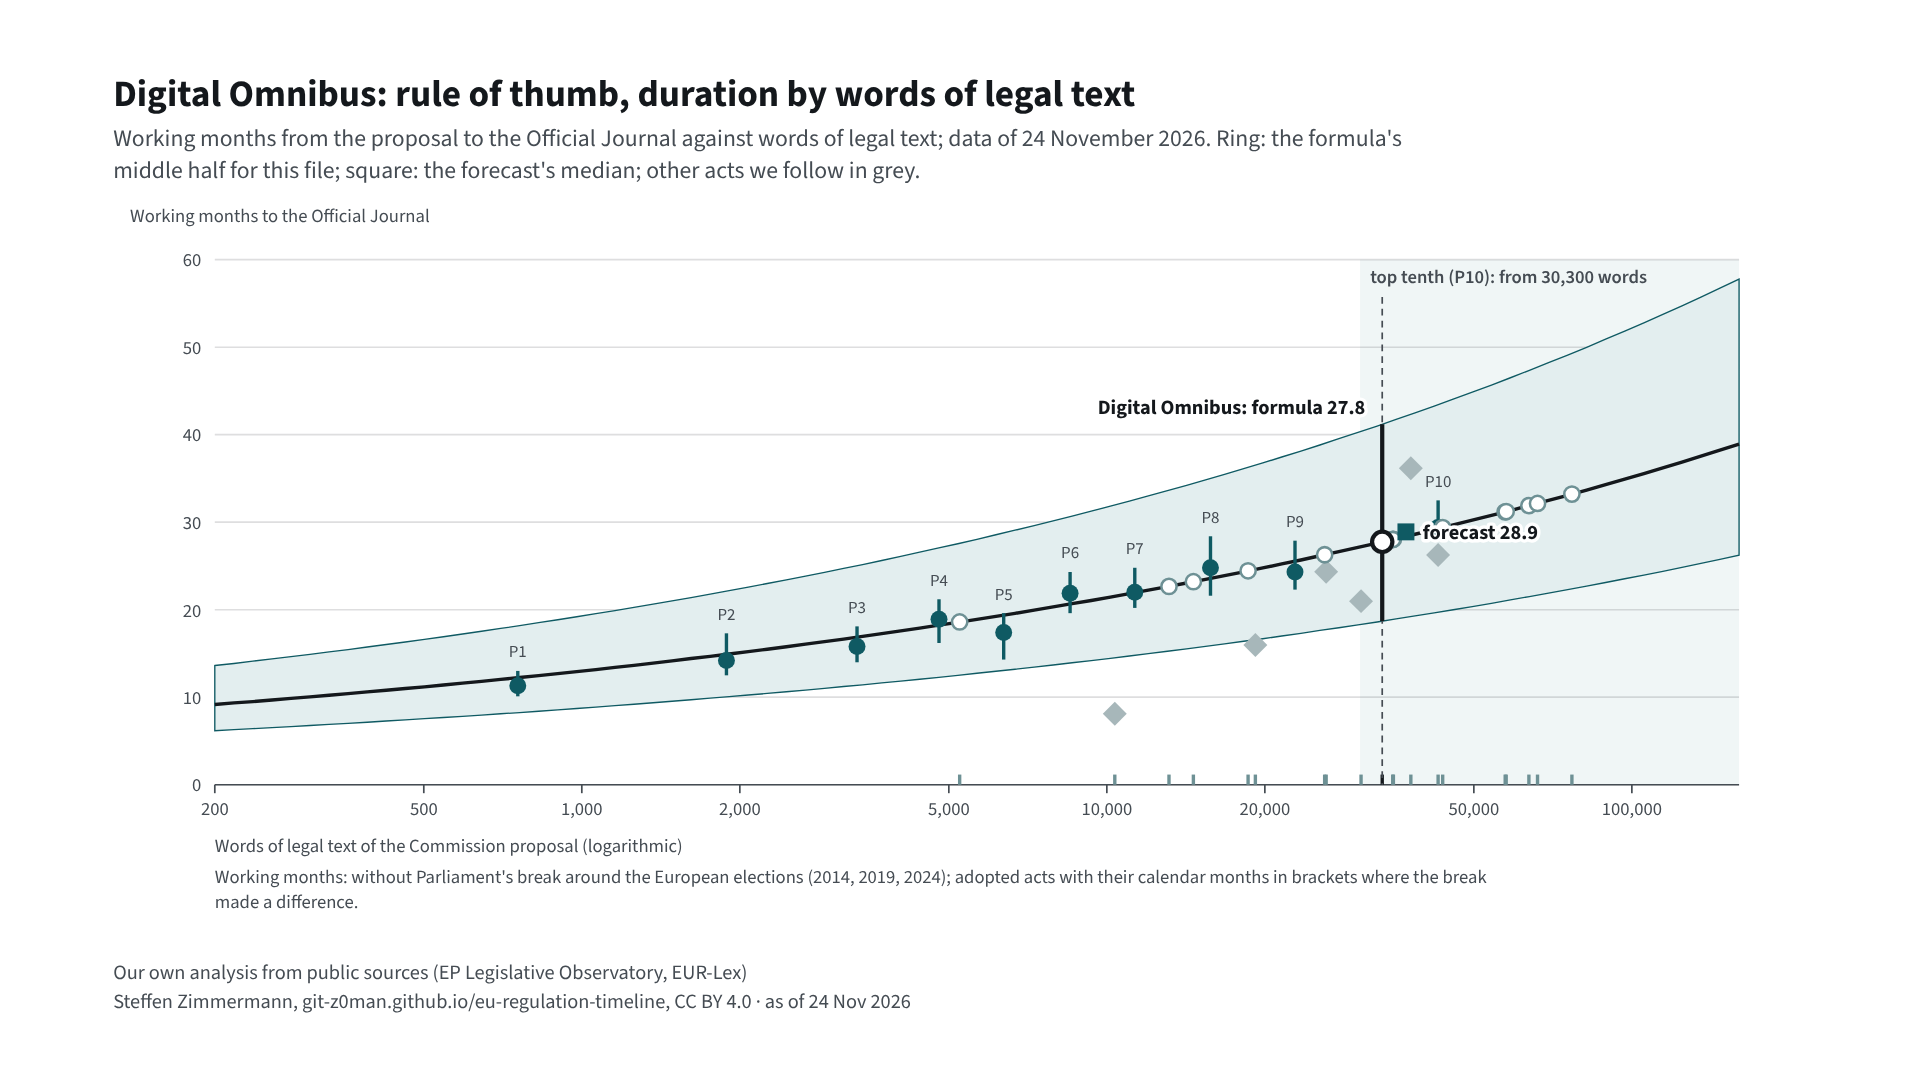 Digital Omnibus: rule of thumb, duration by words of legal text
Working months from the proposal to the Official Journal against words of legal text; data of 24 November 2026. Ring: the formula's
middle half for this file; square: the forecast's median; other acts we follow in grey.
Working months to the Official Journal
60
top tenth (P10): from 30,300 words
50
Digital Omnibus: formula 27.8
40
P10
30
P8
P9
forecast 28.9
P7
P6
P5
P4
20
P3
P2
P1
10
0
200
500
1,000
2,000
5,000
10,000
20,000
50,000
100,000
Words of legal text of the Commission proposal (logarithmic)
Working months: without Parliament's break around the European elections (2014, 2019, 2024); adopted acts with their calendar months in brackets where the break
made a difference.
Our own analysis from public sources (EP Legislative Observatory, EUR-Lex)
Steffen Zimmermann, git-z0man.github.io/eu-regulation-timeline, CC BY 4.0 · as of 24 Nov 2026